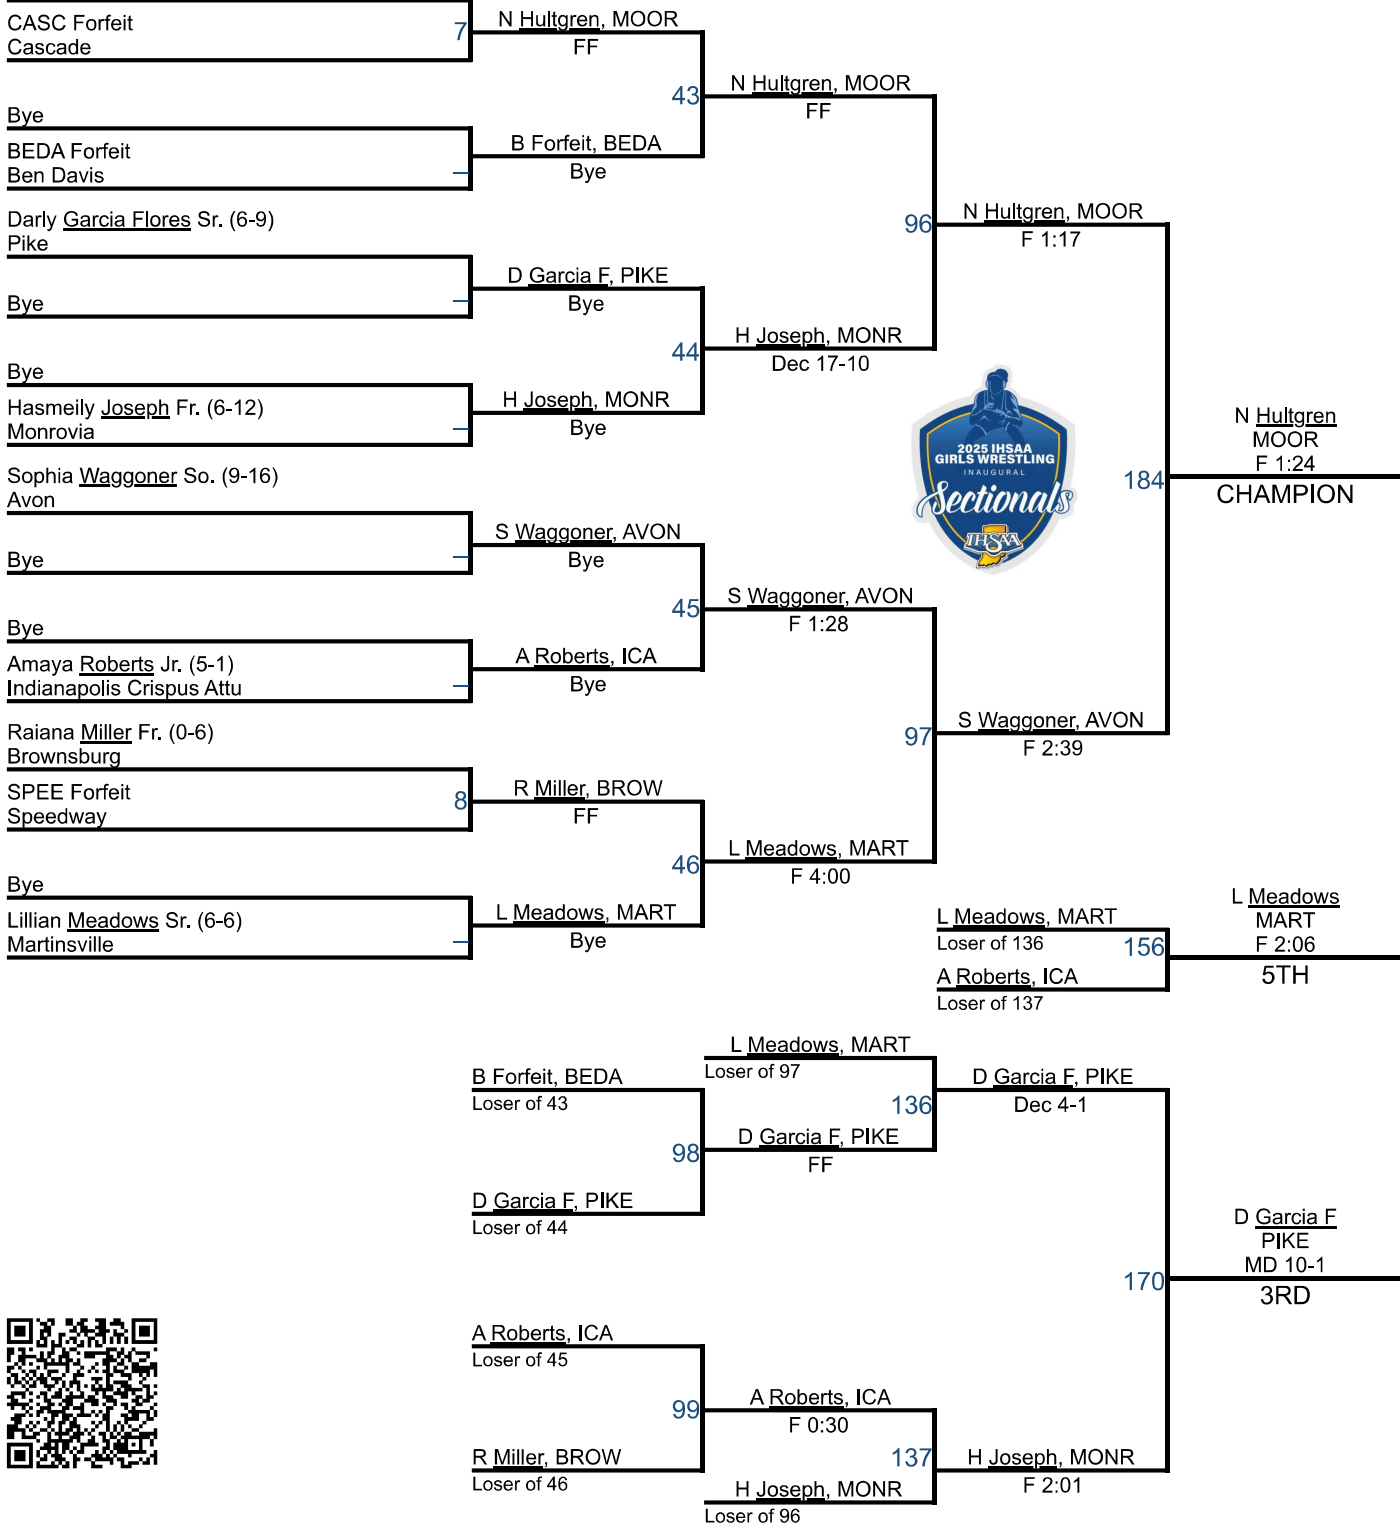 CASC Forfeit
Cascade
7
N Hultgren, MOOR
FF
43
N Hultgren, MOOR
FF
Bye
BEDA Forfeit
Ben Davis
B Forfeit, BEDA
Bye
96
N Hultgren, MOOR
F 1:17
Darly Garcia Flores Sr. (6-9)
Pike
Bye
D Garcia F, PIKE
Bye
44
H Joseph, MONR
Dec 17-10
Bye
Hasmeily Joseph Fr. (6-12)
Monrovia
H Joseph, MONR
Bye
2025 IHSAA
GIRLS WRESTLING
INAUGURAL
Sectionals
IHSAA
184
N Hultgren
MOOR
F 1:24
CHAMPION
Sophia Waggoner So. (9-16)
Avon
Bye
S Waggoner, AVON
Bye
45
S Waggoner, AVON
F 1:28
Bye
Amaya Roberts Jr. (5-1)
Indianapolis Crispus Attu
A Roberts, ICA
Bye
97
S Waggoner, AVON
F 2:39
Raiana Miller Fr. (0-6)
Brownsburg
SPEE Forfeit
Speedway
8
R Miller, BROW
FF
46
L Meadows, MART
F 4:00
Bye
Lillian Meadows Sr. (6-6)
Martinsville
L Meadows, MART
Bye
L Meadows, MART
Loser of 136
156
A Roberts, ICA
Loser of 137
L Meadows
MART
F 2:06
5TH
L Meadows, MART
Loser of 97
B Forfeit, BEDA
Loser of 43
136
D Garcia F, PIKE
Dec 4-1
98
D Garcia F, PIKE
FF
D Garcia F, PIKE
Loser of 44
170
D Garcia F
PIKE
MD 10-1
3RD
A Roberts, ICA
Loser of 45
99
A Roberts, ICA
F 0:30
R Miller, BROW
Loser of 46
137
H Joseph, MONR
F 2:01
H Joseph, MONR
Loser of 96